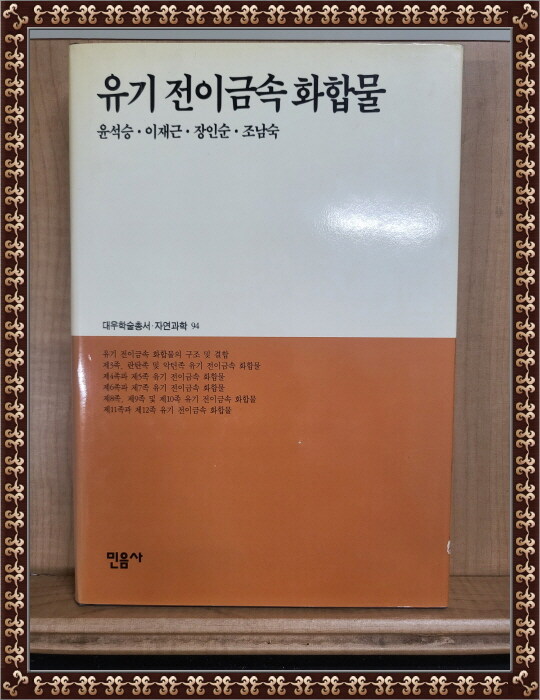 유기 전이금속 화합물
윤석승·이재근·장인순·조남숙
대우학술총서·자연과학 94
유기 전이금속 화합물의 구조 및 결합
제3족, 란탄족 및 악틴족 유기 전이금속 화합물
제4족과 제5족 유기 전이금속 화합물
제6족과 제7족 유기 전이금속 화합물
제8족, 제9족 및 제10족 유기 전이금속 화합물
제11족과 제12족 유기 전이금속 화합물
민음사